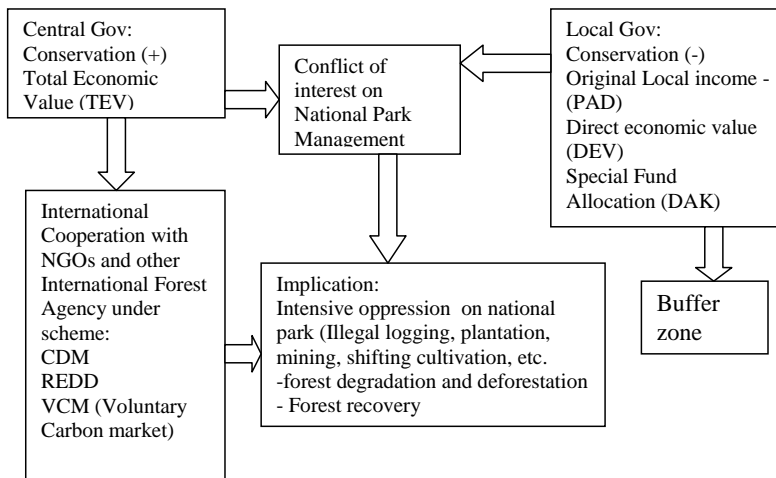 Central Gov:
Conservation (+)
Total Economic
Value (TEV)
Conflict of
interest on
National Park
Management
Local Gov:
Conservation (-)
Original Local income -
(PAD)
Direct economic value
(DEV)
Special Fund
Allocation (DAK)
International
Cooperation with
NGOs and other
International Forest
Agency under
scheme:
CDM
REDD
VCM (Voluntary
Carbon market)
Implication:
Intensive oppression on national
park (Illegal logging, plantation,
mining, shifting cultivation, etc.
-forest degradation and deforestation
- Forest recovery
Buffer
zone